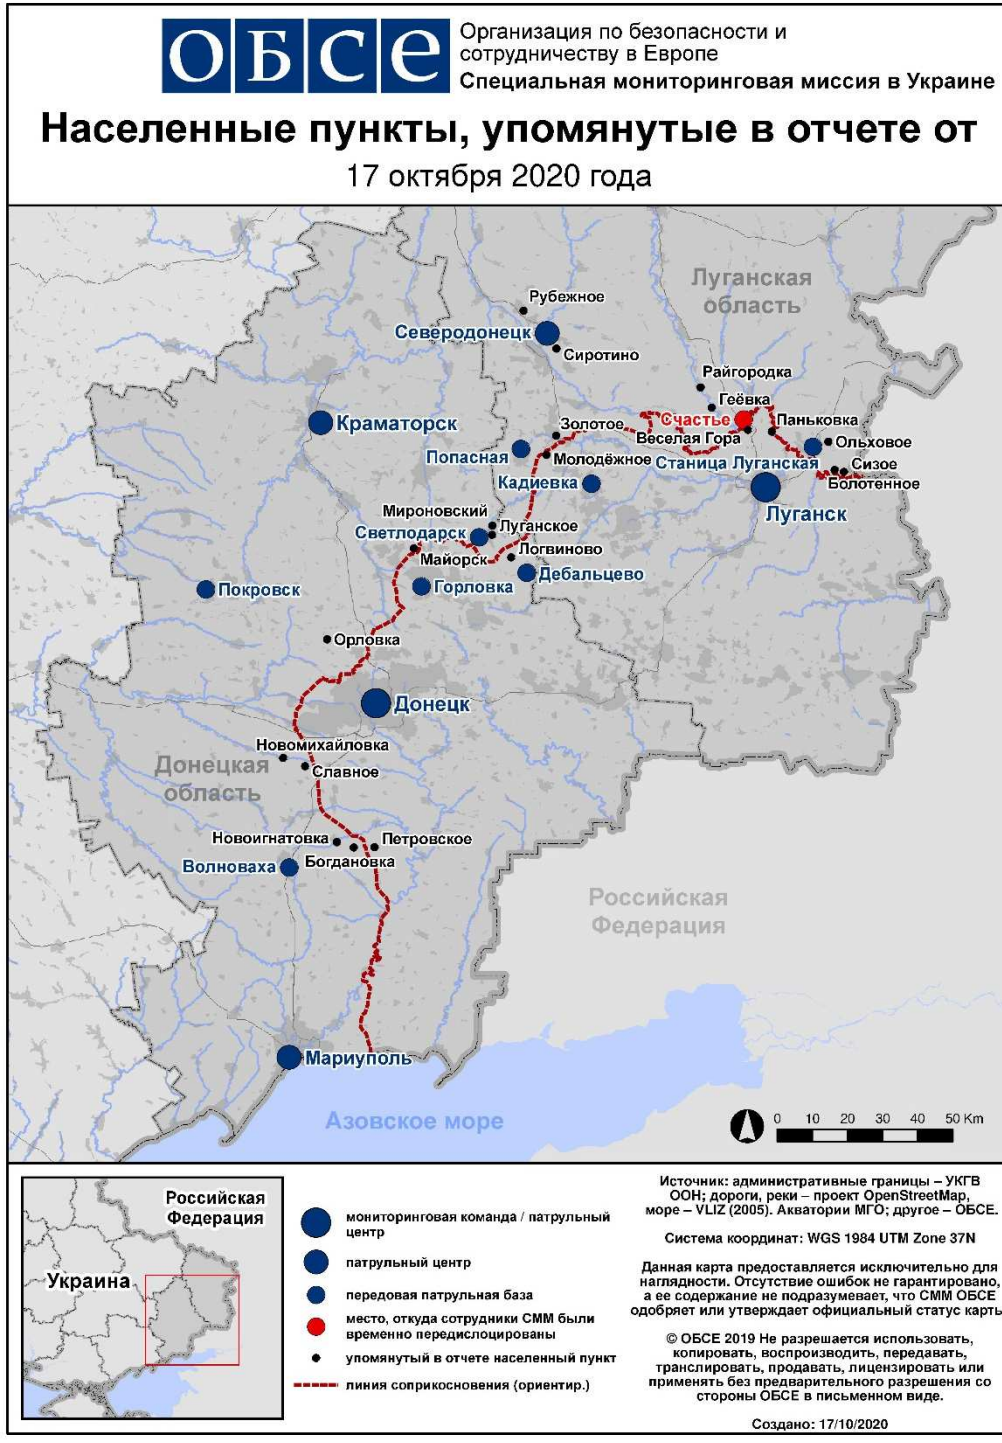 ОБСЕ
Организация по безопасности и
сотрудничеству в Европе
Специальная мониторинговая миссия в Украине
Населенные пункты, упомянутые в отчете от
17 октября 2020 года
Луганская
область
Рубежное
Северодонецк
Сиротино
Райгородка
Геёвка
Краматорск
Счастье
Паньковка
Золотое
Веселая Гора
Ольховое
Попасная
Молодёжное
Станица Луганская
Сизое
Кадиевка
Болотенное
Луганск
Мироновский
Луганское
Светлодарск
Майорск
Логвиново
Дебальцево
Покровск
Горловка
Орловка
Донецк
Новомихайловка
Донецкая
область
Славное
Новоигнатовка
Петровское
Богдановка
Волноваха
Российская
Федерация
Мариуполь
Азовское море
0 10 20 30 40 50 Km
Российская
Федерация
Украина
мониторинговая команда / патрульный
центр
патрульный центр
передовая патрульная база
место, откуда сотрудники СММ были
временно передислоцированы
упомянутый в отчете населенный пункт
линия соприкосновения (ориентир.)
Источник: административные границы – УКГВ
ООН; дороги, реки – проект OpenStreetMap,
море – VLIZ (2005). Акватории МГО; другое – ОБСЕ.
Система координат: WGS 1984 UTM Zone 37N
Данная карта предоставляется исключительно для
наглядности. Отсутствие ошибок не гарантировано,
а ее содержание не подразумевает, что СММ ОБСЕ
одобряет или утверждает официальный статус карть
© ОБСЕ 2019 Не разрешается использовать,
копировать, воспроизводить, передавать,
транслировать, продавать, лицензировать или
применять без предварительного разрешения со
стороны ОБСЕ в письменном виде.
Создано: 17/10/2020